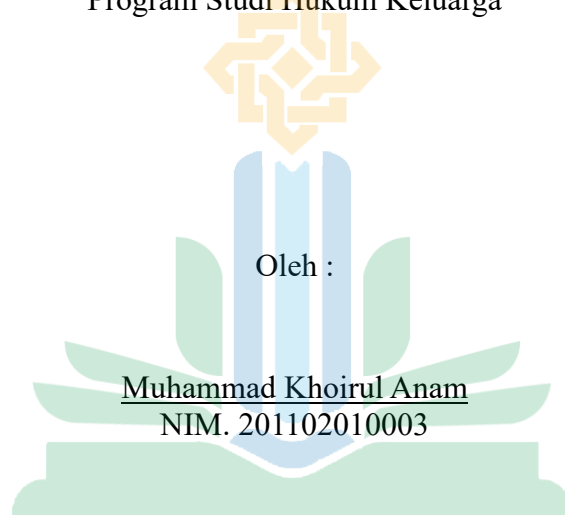 Program Studi Hukum Keluarga
Oleh :
Muhammad Khoirul Anam
NIM. 201102010003